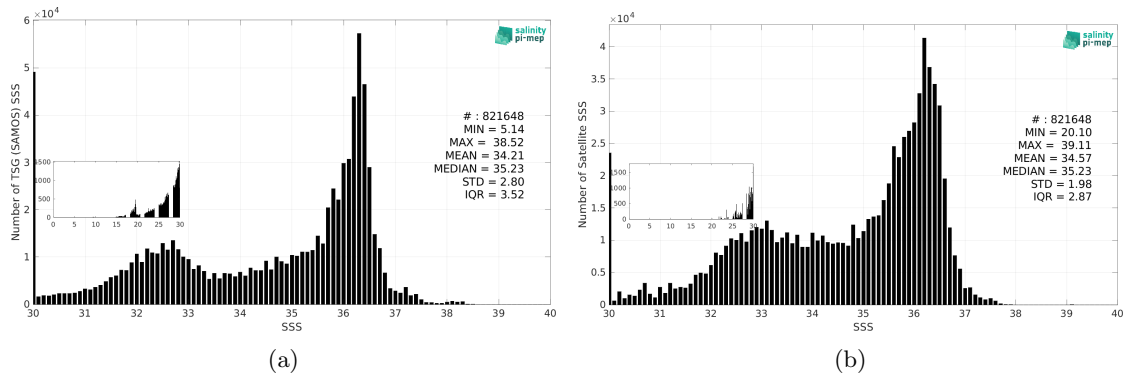 ×10⁴
6
5
4
3
2
1
0
Number of TSG (SAMOS) SSS
salinity
pi-mep
# : 821648
MIN = 5.14
MAX = 38.52
MEAN = 34.21
MEDIAN = 35.23
STD = 2.80
IQR = 3.52
1500
1000
500
0
0 5 10 15 20 25 30
30 31 32 33 34 35 36 37 38 39 40
SSS
(a)
×10⁴
4
3.5
3
2.5
2
1.5
1
0.5
0
Number of Satellite SSS
salinity
pi-mep
# : 821648
MIN = 20.10
MAX = 39.11
MEAN = 34.57
MEDIAN = 35.23
STD = 1.98
IQR = 2.87
1500
1000
500
0
0 5 10 15 20 25 30
30 31 32 33 34 35 36 37 38 39 40
SSS
(b)